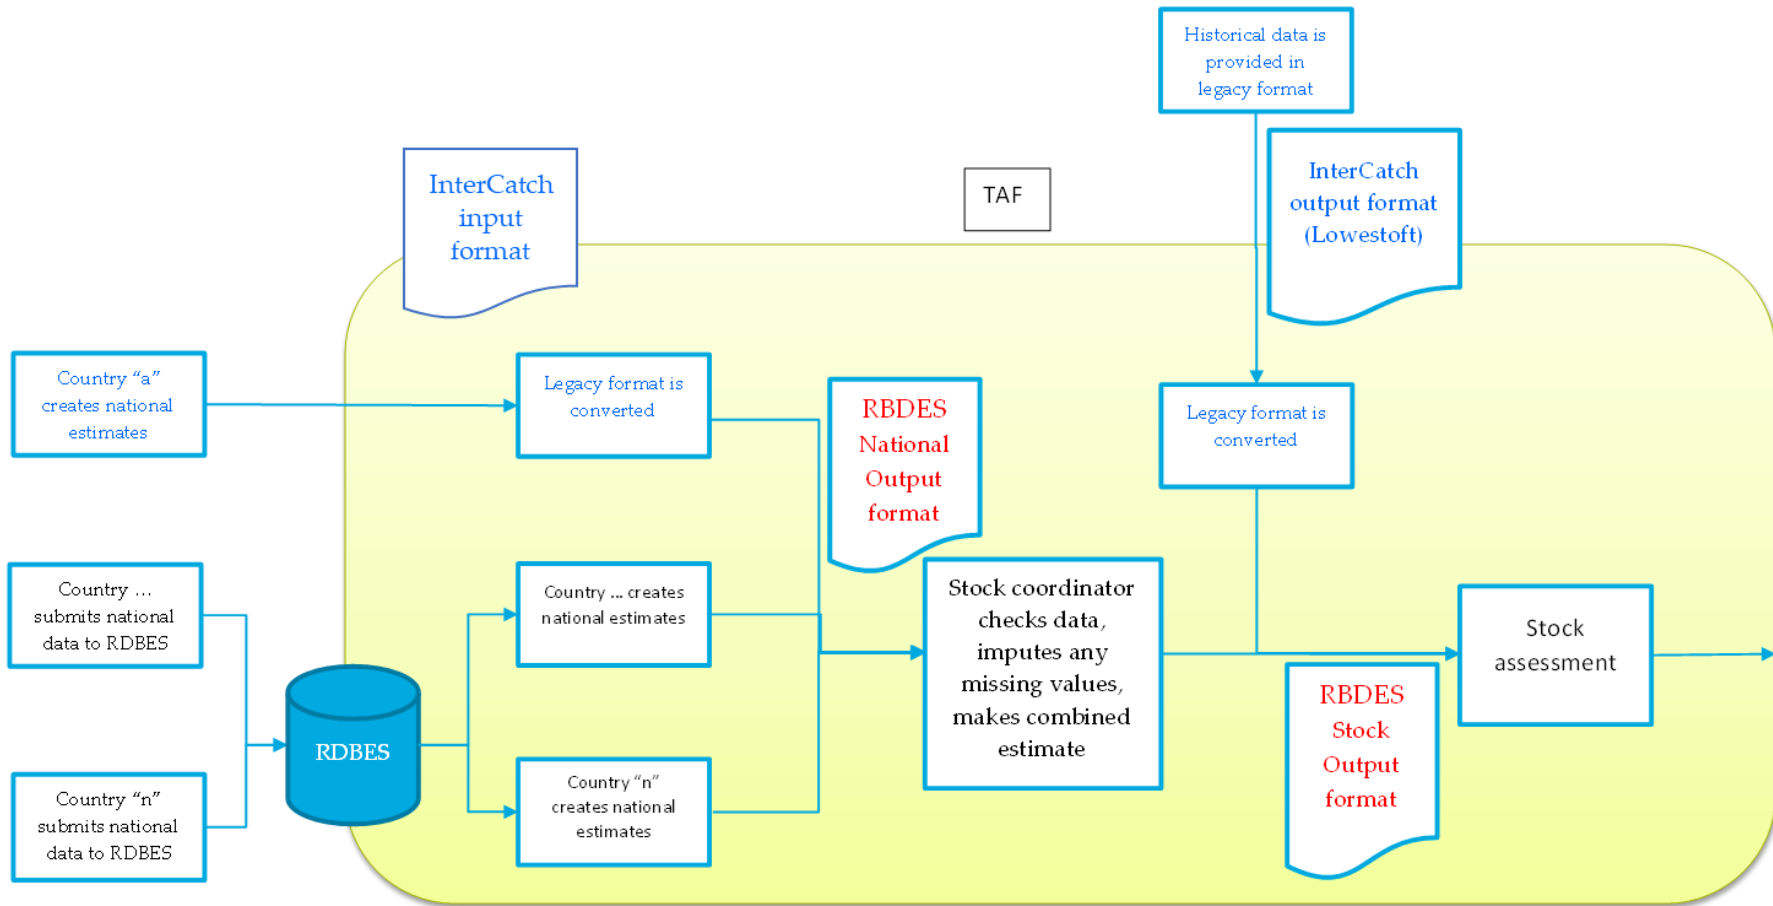 Historical data is
provided in
legacy format
InterCatch
input
format
TAF
InterCatch
output format
(Lowestoft)
Country “a”
creates national
estimates
Legacy format is
converted
RBDES
National
Output
format
Legacy format is
converted
Country ...
submits national
data to RDBES
Country ... creates
national estimates
Stock coordinator
checks data,
imputes any
missing values,
makes combined
estimate
Stock
assessment
RDBES
RBDES
Stock
Output
format
Country “n”
submits national
data to RDBES
Country “n”
creates national
estimates